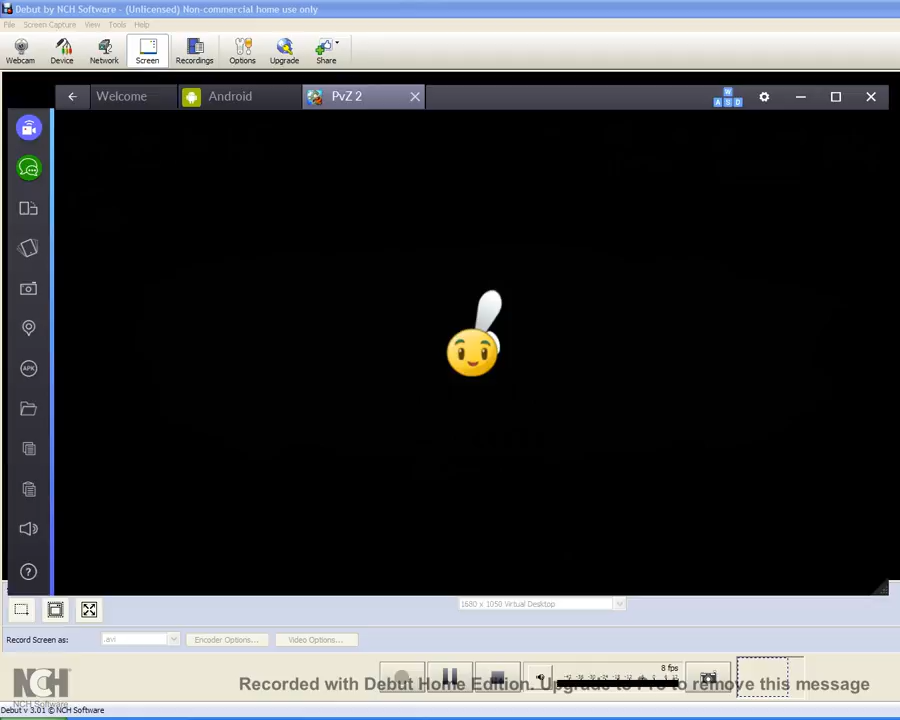 Debut by NCH Software - (Unlicensed) Non-commercial home use only
File Screen Capture View Tools Help
Webcam Device Network Screen Recordings Options Upgrade Share
Welcome Android PvZ 2
W
A S D
APK
?
1680 x 1050 Virtual Desktop
Record Screen as: .avi Encoder Options... Video Options...
8 fps
Recorded with Debut Home Edition. Upgrade to Pro to remove this message
NCH
NCH Software
Debut v 3.01 © NCH Software